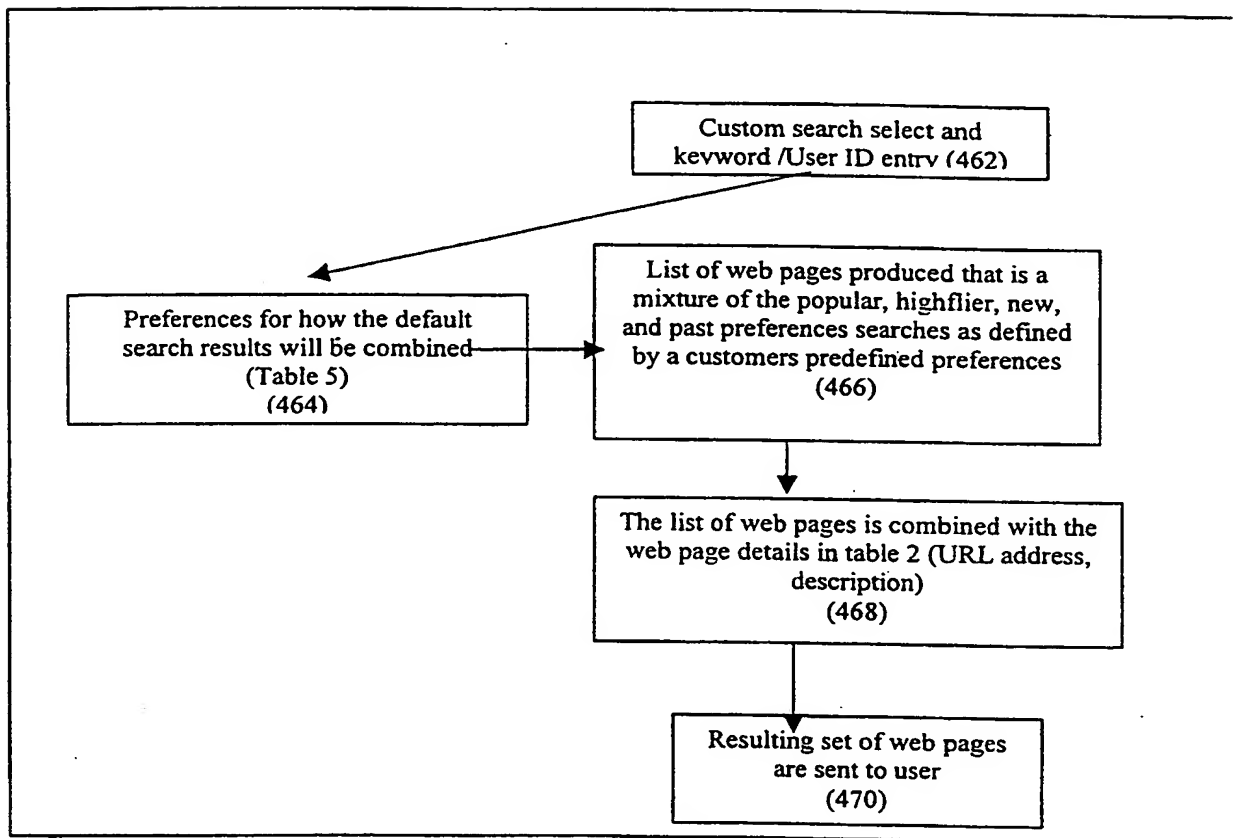 Custom search select and
keyword /User ID entry (462)
Preferences for how the default
search results will be combined
(Table 5)
(464)
List of web pages produced that is a
mixture of the popular, highflier, new,
and past preferences searches as defined
by a customers predefined preferences
(466)
The list of web pages is combined with the
web page details in table 2 (URL address,
description)
(468)
Resulting set of web pages
are sent to user
(470)